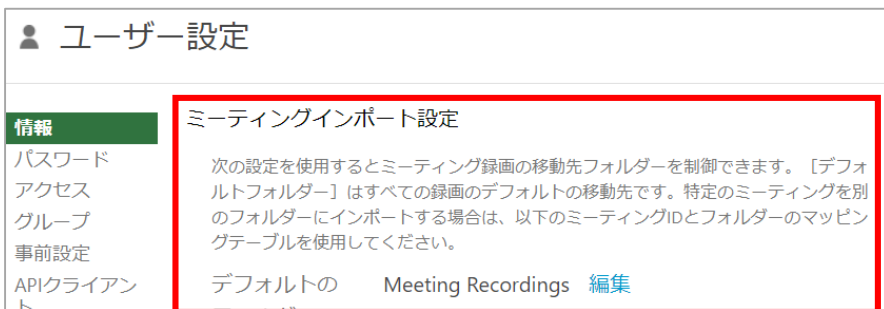 ユーザー設定
情報
パスワード
アクセス
グループ
事前設定
APIクライアン
ト
ミーティングインポート設定
次の設定を使用するとミーティング録画の移動先フォルダーを制御できます。［デフォ
ルトフォルダー］はすべての録画のデフォルトの移動先です。特定のミーティングを別
のフォルダーにインポートする場合は、以下のミーティングIDとフォルダーのマッピン
グテーブルを使用してください。
デフォルトの Meeting Recordings 編集